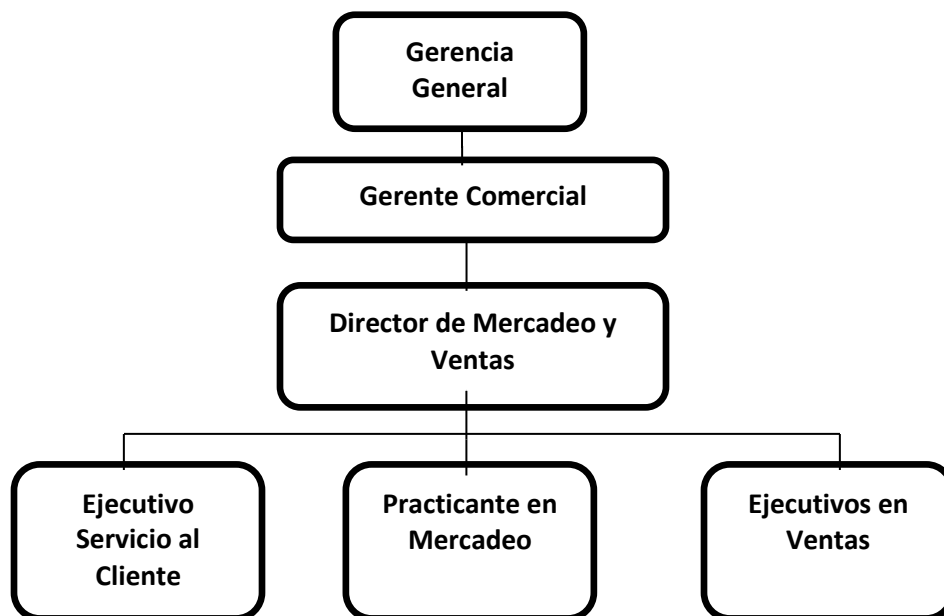 Gerencia
General
Gerente Comercial
Director de Mercadeo y
Ventas
Ejecutivo
Servicio al
Cliente
Practicante en
Mercadeo
Ejecutivos en
Ventas